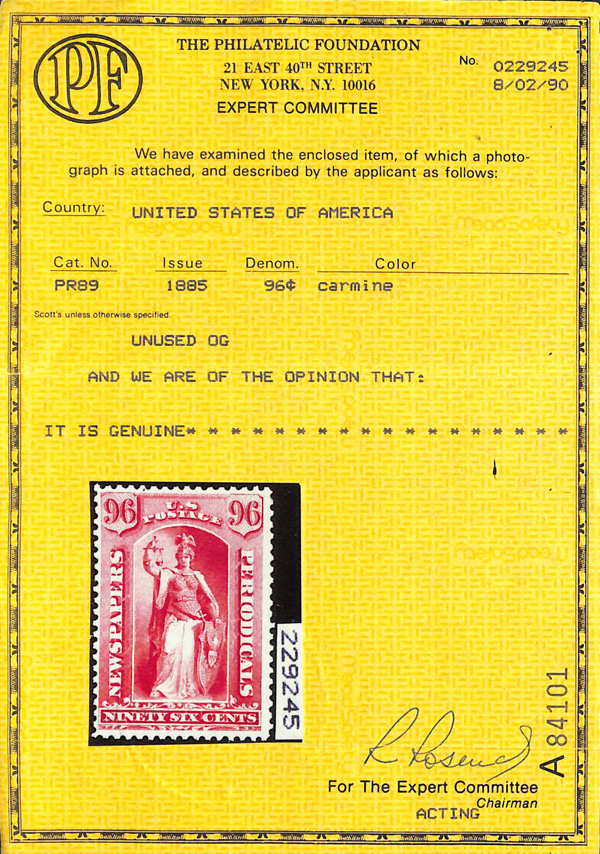 PF
THE PHILATELIC FOUNDATION
21 EAST 40TH STREET
NEW YORK, N.Y. 10016
EXPERT COMMITTEE
No. 0229245
8/02/90
We have examined the enclosed item, of which a photo-
graph is attached, and described by the applicant as follows:
Country: UNITED STATES OF AMERICA
Cat. No. Issue Denom. Color
PR89 1885 96¢ carmine
Scott's unless otherwise specified.
UNUSED OG
AND WE ARE OF THE OPINION THAT:
IT IS GENUINE* * * * * * * * * * * * * * * * * *
96 U.S. POSTAGE 96
NEWSPAPERS
PERIODICALS
NINETY SIX CENTS
229245
A 84101
For The Expert Committee
Chairman
ACTING